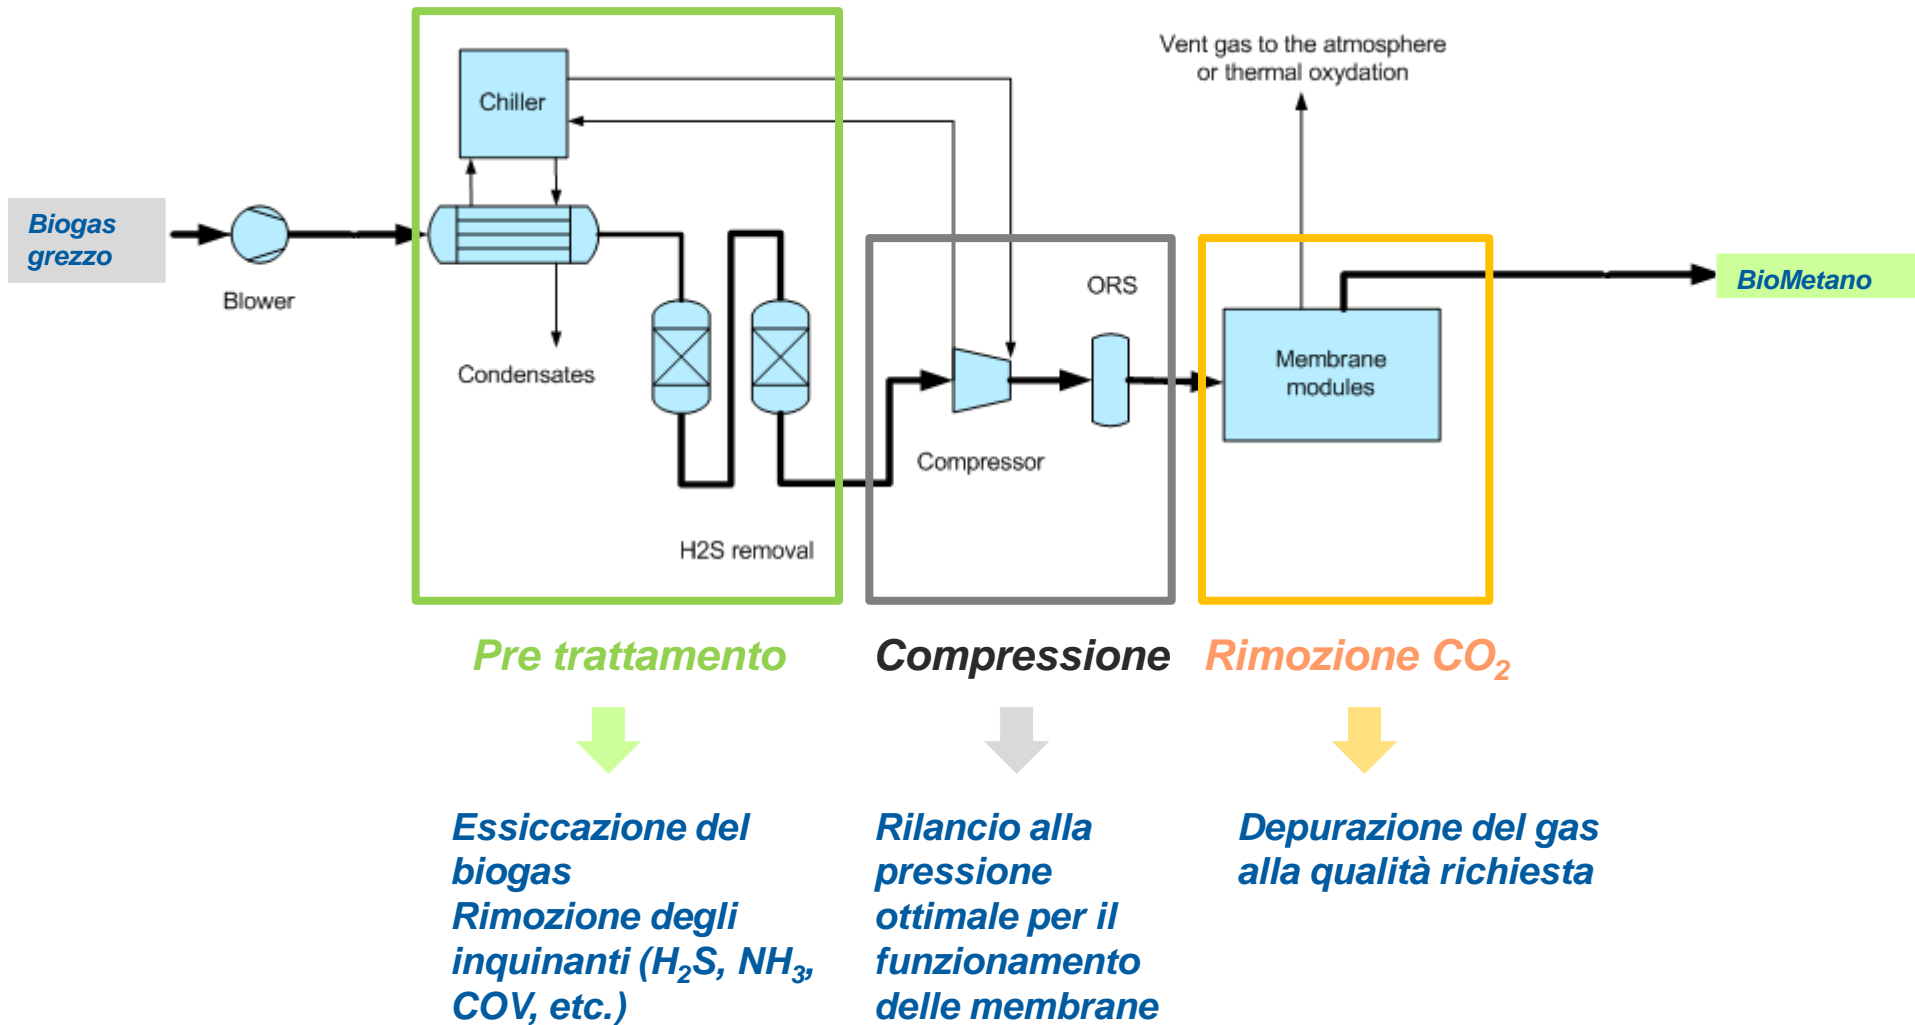 Vent gas to the atmosphere
or thermal oxydation
Chiller
Biogas
grezzo
Blower
Condensates
H2S removal
ORS
Compressor
Membrane
modules
BioMetano
Pre trattamento
Compressione
Rimozione CO₂
Essiccazione del
biogas
Rimozione degli
inquinanti (H₂S, NH₃,
COV, etc.)
Rilancio alla
pressione
ottimale per il
funzionamento
delle membrane
Depurazione del gas
alla qualità richiesta